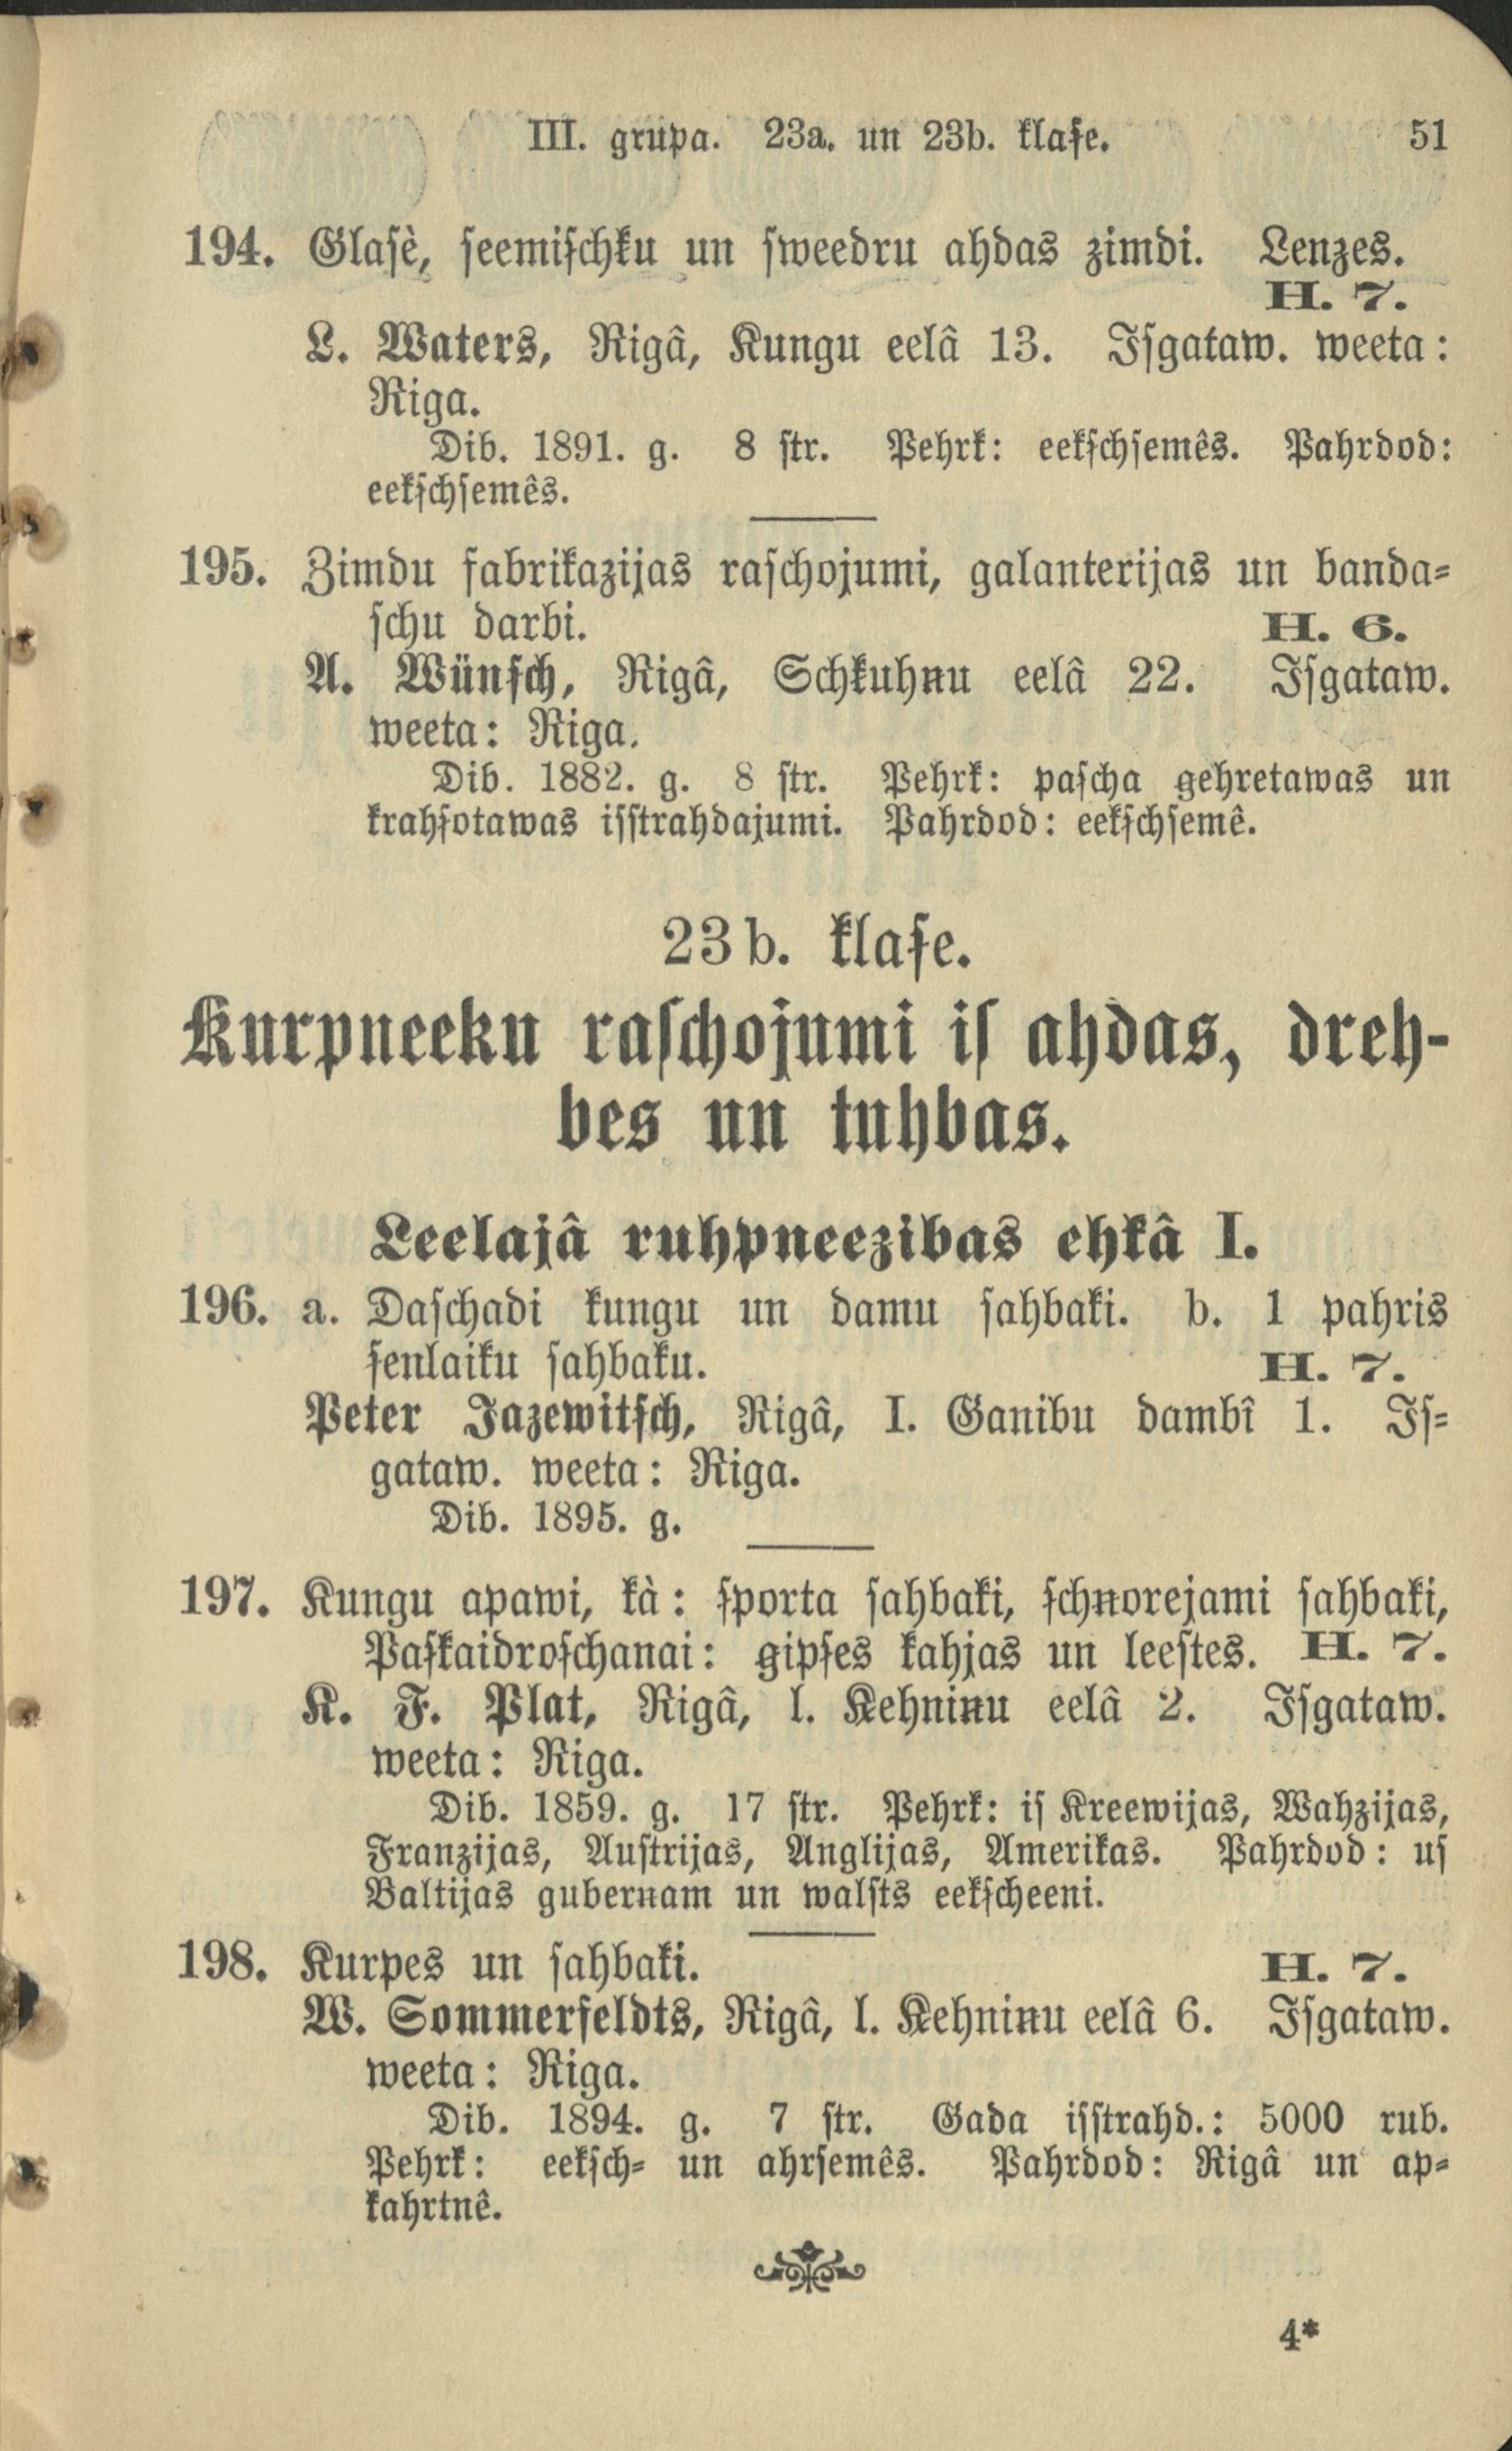 III. grupa. 23a. un 23b. klaſe. 51
194. Glaſè, ſeemiſchku un ſweedru ahdas zimdi. Lenzes.
H. 7.
L. Waters, Rigâ, Kungu eelâ 13. Iſgataw. weeta:
Riga.
Dib. 1891. g. 8 ſtr. Pehrk: eekſchſemês. Pahrdod:
eekſchſemês.
195. Zimdu fabrikazijas raſchojumi, galanterijas un banda-
ſchu darbi. H. 6.
A. Wünſch, Rigâ, Schkuhņu eelâ 22. Iſgataw.
weeta: Riga.
Dib. 1882. g. 8 ſtr. Pehrk: paſcha gehretawas un
krahſotawas iſſtrahdajumi. Pahrdod: eekſchſemê.
23b. klaſe.
Kurpneeku raſchojumi iſ ahdas, dreh-
bes un tuhbas.
Leelajâ ruhpneezibas ehkâ I.
196. a. Daſchadi kungu un damu ſahbaki. b. 1 pahris
ſenlaiku ſahbaku. H. 7.
Peter Jazewitſch, Rigâ, I. Ganibu dambî 1. Iſ-
gataw. weeta: Riga.
Dib. 1895. g.
197. Kungu apawi, kà: ſporta ſahbaki, ſchņorejami ſahbaki,
Paſkaidroſchanai: ģipſes kahjas un leeſtes. H. 7.
K. F. Plat, Rigâ, l. Ķehniņu eelâ 2. Iſgataw.
weeta: Riga.
Dib. 1859. g. 17 ſtr. Pehrk: iſ Kreewijas, Wahzijas,
Franzijas, Auſtrijas, Anglijas, Amerikas. Pahrdod: uſ
Baltijas guberņam un walſts eekſcheeni.
198. Kurpes un ſahbaki. H. 7.
W. Sommerfeldts, Rigâ, l. Ķehniņu eelâ 6. Iſgataw.
weeta: Riga.
Dib. 1894. g. 7 ſtr. Gada iſſtrahd.: 5000 rub.
Pehrk: eekſch- un ahrſemês. Pahrdod: Rigâ un ap-
kahrtnê.
4*